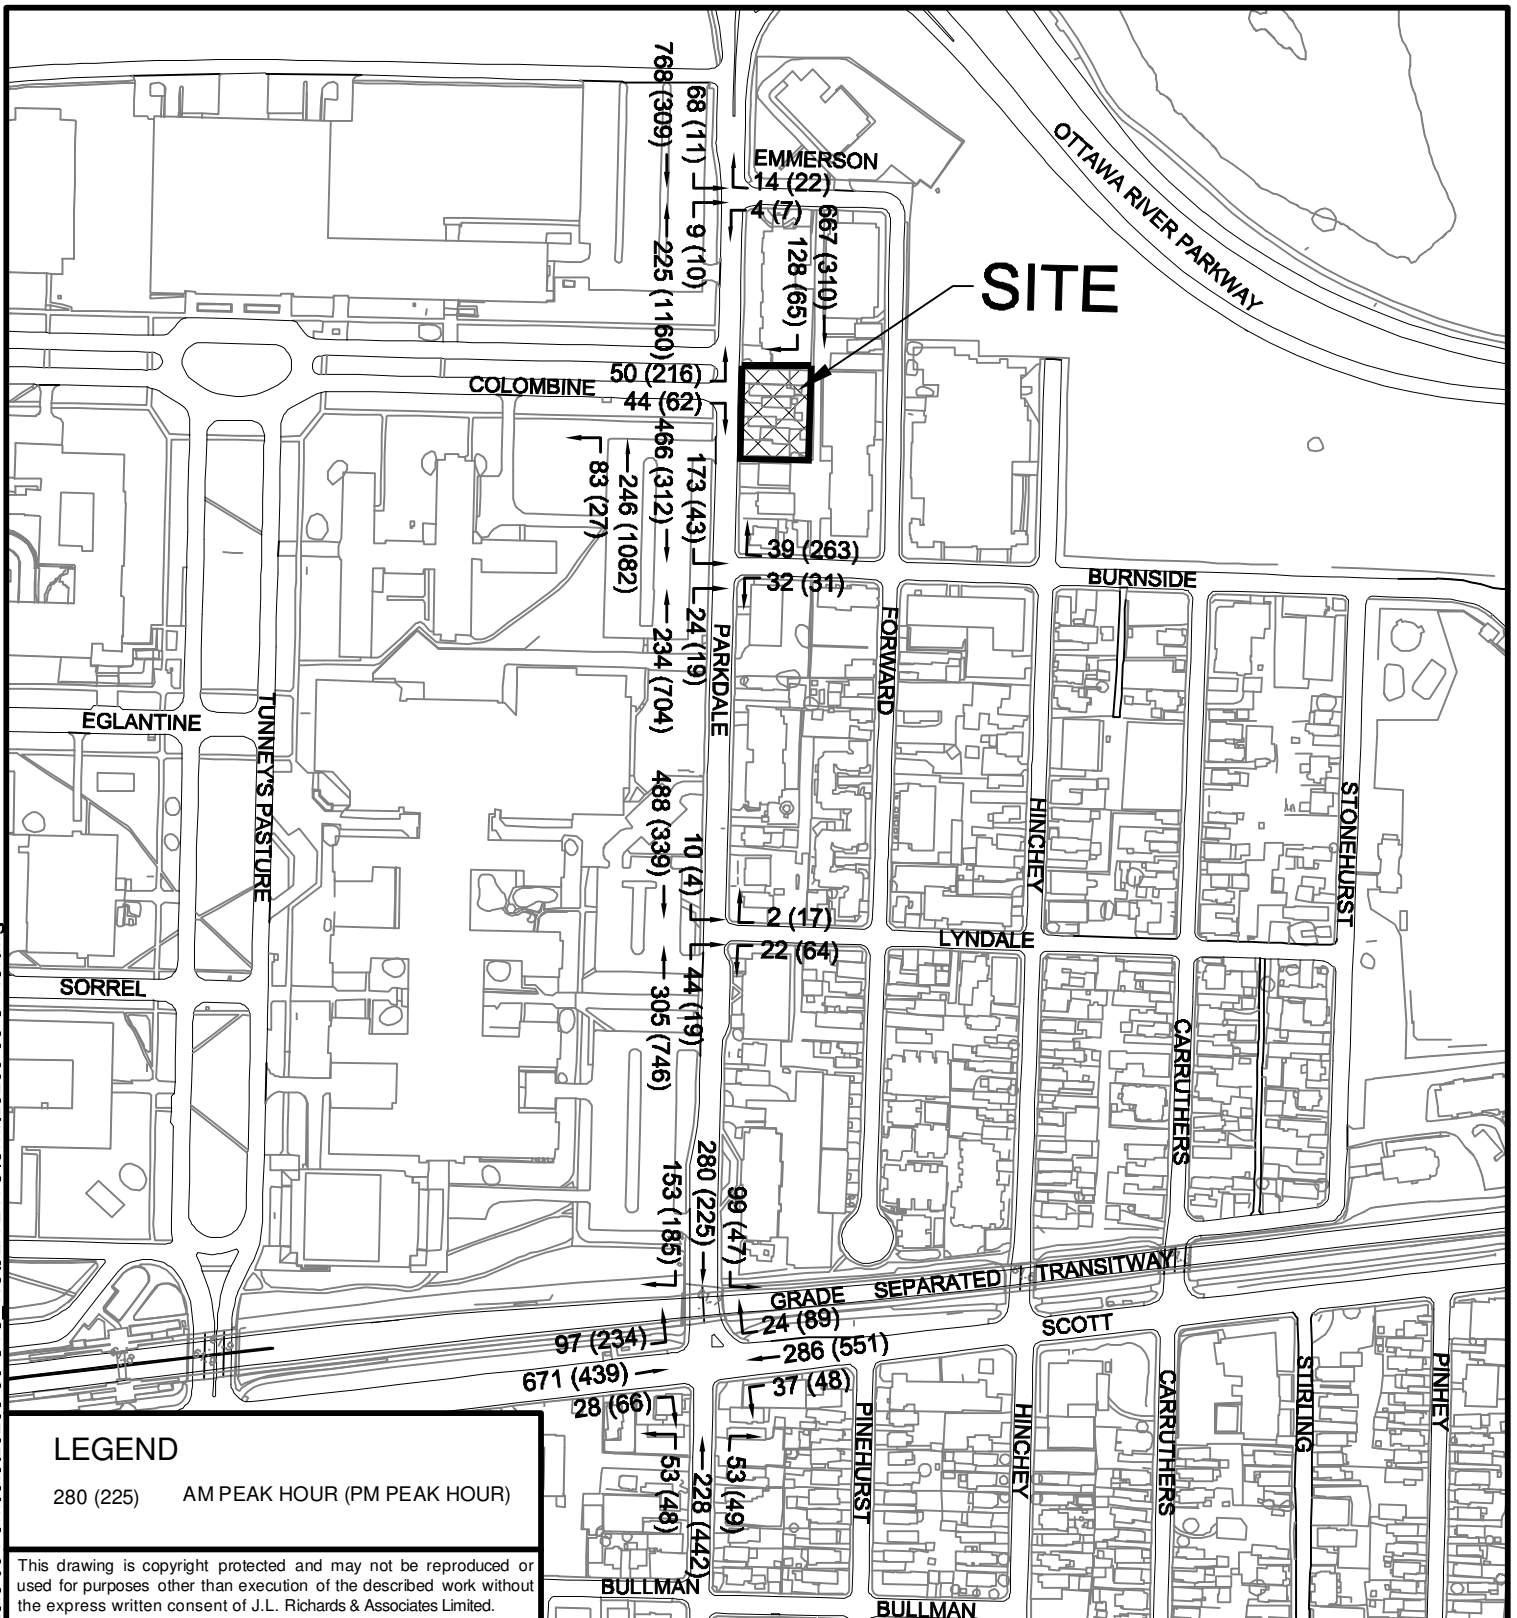 768 (309)
68 (11)
EMMERSON
14 (22)
4 (7)
9 (10)
225 (1160)
667 (310)
128 (65)
OTTAWA RIVER PARKWAY
SITE
COLOMBINE
50 (216)
44 (62)
466 (312)
173 (43)
83 (27)
246 (1082)
39 (263)
32 (31)
BURNSIDE
24 (19)
234 (704)
PARKDALE
FORWARD
EGLANTINE
TUNNEY'S PASTURE
488 (339)
10 (4)
HINCHEY
STONEHURST
2 (17)
22 (64)
LYNDALE
SORREL
44 (19)
305 (746)
CARRUTHERS
153 (185)
280 (225)
99 (47)
GRADE SEPARATED TRANSITWAY
24 (89)
SCOTT
97 (234)
286 (551)
671 (439)
37 (48)
28 (66)
53 (48)
228 (442)
53 (49)
PINEHURST
HINCHEY
CARRUTHERS
STIRLING
PINHEY
BULLMAN
BULLMAN
LEGEND
280 (225) AM PEAK HOUR (PM PEAK HOUR)
This drawing is copyright protected and may not be reproduced or
used for purposes other than execution of the described work without
the express written consent of J.L. Richards & Associates Limited.